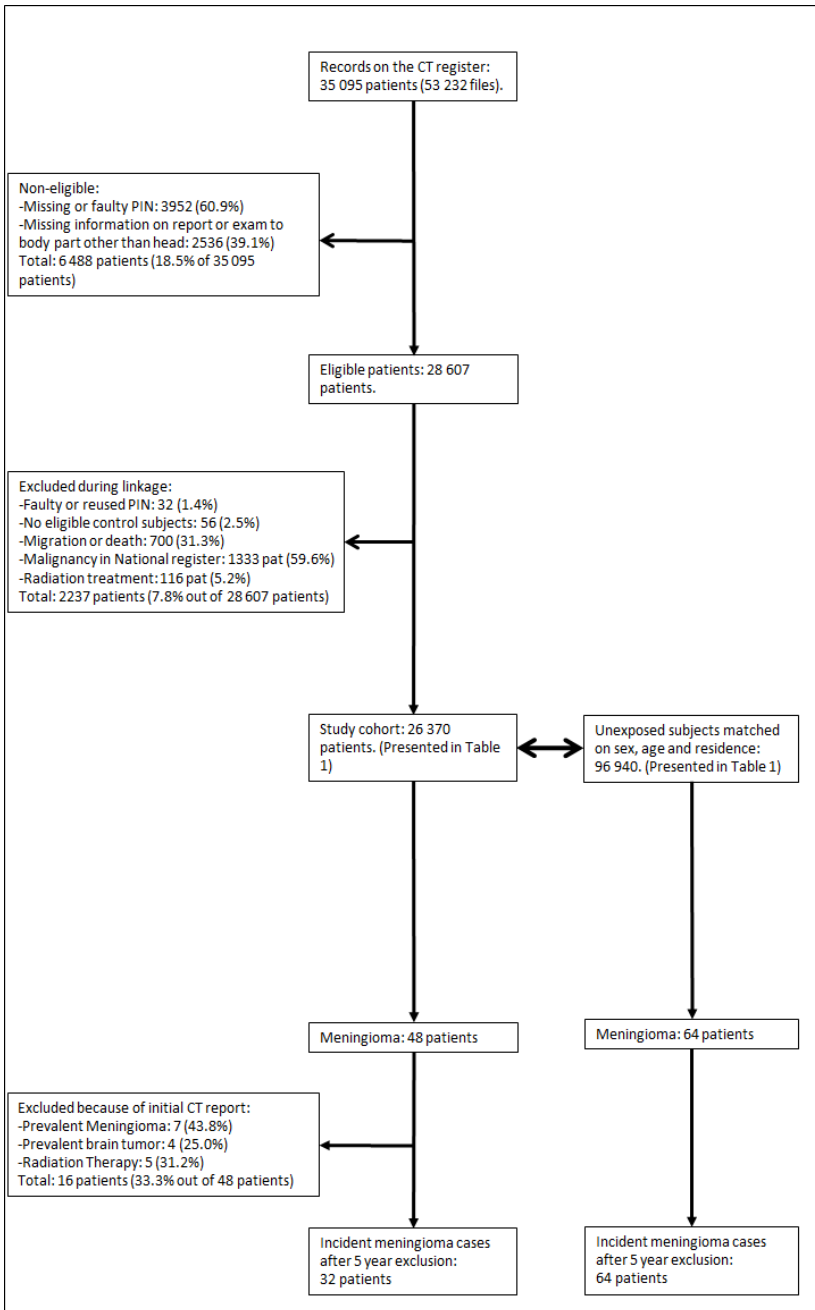 Records on the CT register:
35 095 patients (53 232 files).
Non-eligible:
-Missing or faulty PIN: 3952 (60.9%)
-Missing information on report or exam to
body part other than head: 2536 (39.1%)
Total: 6 488 patients (18.5% of 35 095
patients)
Eligible patients: 28 607
patients.
Excluded during linkage:
-Faulty or reused PIN: 32 (1.4%)
-No eligible control subjects: 56 (2.5%)
-Migration or death: 700 (31.3%)
-Malignancy in National register: 1333 pat (59.6%)
-Radiation treatment: 116 pat (5.2%)
Total: 2237 patients (7.8% out of 28 607 patients)
Study cohort: 26 370
patients. (Presented in Table
1)
Unexposed subjects matched
on sex, age and residence:
96 940. (Presented in Table 1)
Meningioma: 48 patients
Meningioma: 64 patients
Excluded because of initial CT report:
-Prevalent Meningioma: 7 (43.8%)
-Prevalent brain tumor: 4 (25.0%)
-Radiation Therapy: 5 (31.2%)
Total: 16 patients (33.3% out of 48 patients)
Incident meningioma cases
after 5 year exclusion:
32 patients
Incident meningioma cases
after 5 year exclusion:
64 patients